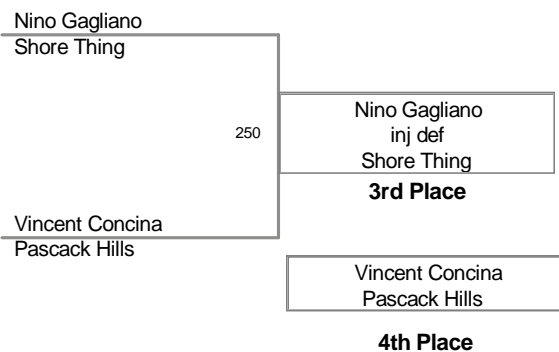 Nino Gagliano
Shore Thing
250
Nino Gagliano
inj def
Shore Thing
3rd Place
Vincent Concina
Pascack Hills
Vincent Concina
Pascack Hills
4th Place